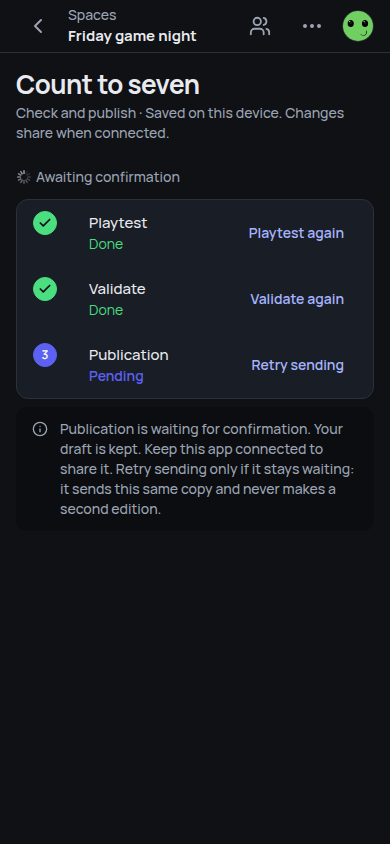 Spaces
Friday game night
Count to seven
Check and publish · Saved on this device. Changes
share when connected.
Awaiting confirmation
Playtest
Done
Playtest again
Validate
Done
Validate again
3
Publication
Pending
Retry sending
Publication is waiting for confirmation. Your
draft is kept. Keep this app connected to
share it. Retry sending only if it stays waiting:
it sends this same copy and never makes a
second edition.